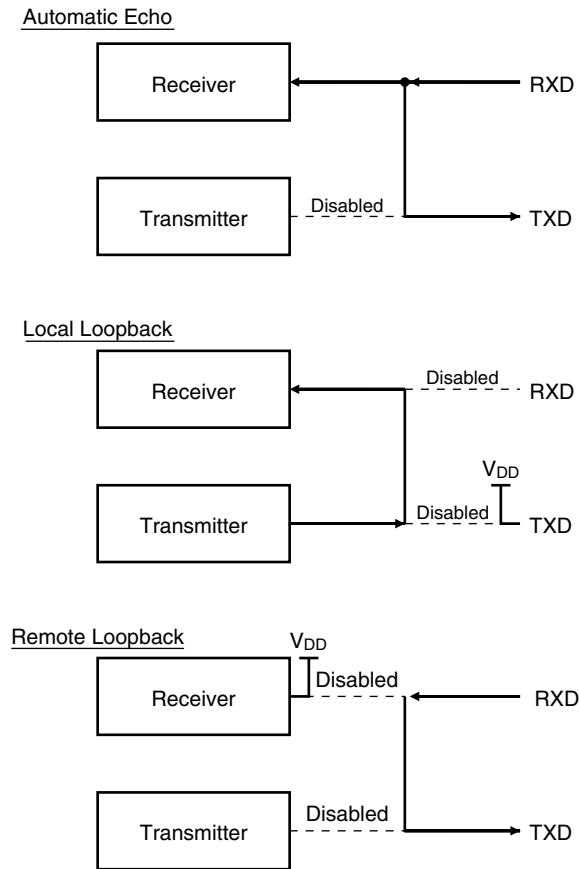 Automatic Echo
Receiver
RXD
Transmitter
Disabled
TXD
Local Loopback
Receiver
Disabled
RXD
VDD
Transmitter
Disabled
TXD
Remote Loopback
VDD
Receiver
Disabled
RXD
Transmitter
Disabled
TXD